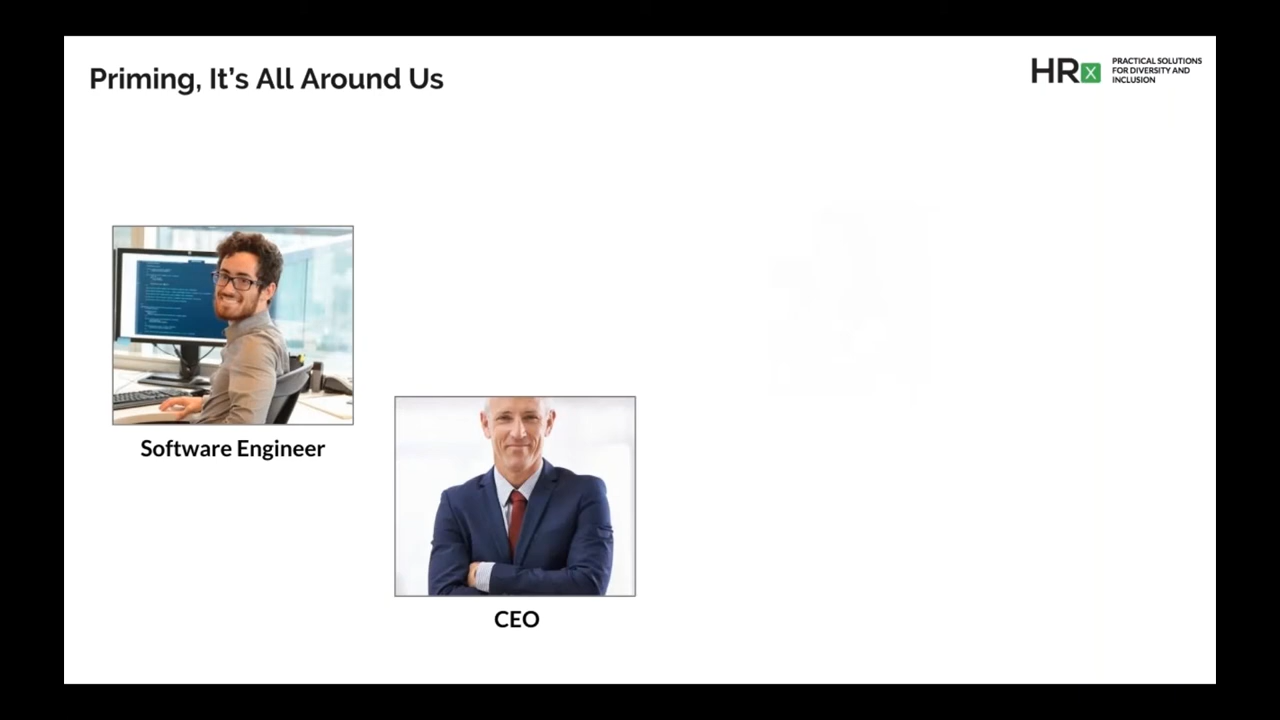 Priming, It's All Around Us
HRx
PRACTICAL SOLUTIONS
FOR DIVERSITY AND
INCLUSION
Software Engineer
CEO